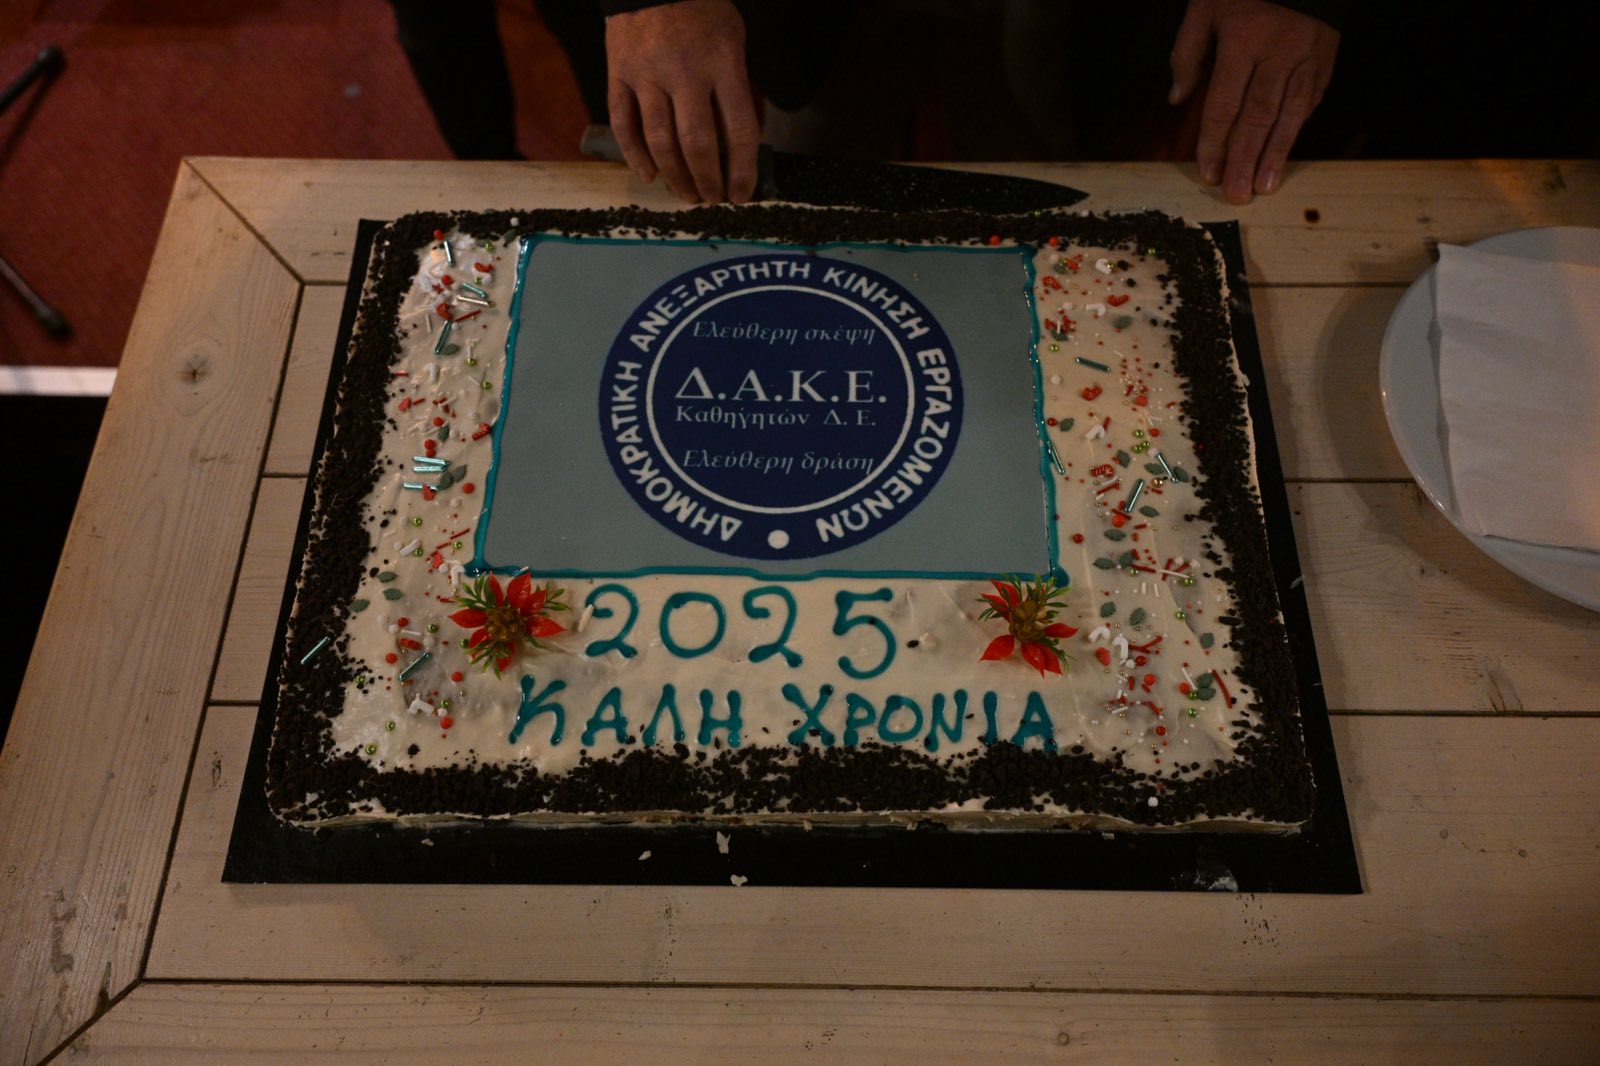 ΔΗΜΟΚΡΑΤΙΚΗ ΑΝΕΞΑΡΤΗΤΗ ΚΙΝΗΣΗ ΕΡΓΑΖΟΜΕΝΩΝ
Ελεύθερη σκέψη
Δ.Α.Κ.Ε.
Καθηγητών Δ. Ε.
Ελεύθερη δράση
2025
ΚΑΛΗ ΧΡΟΝΙΑ